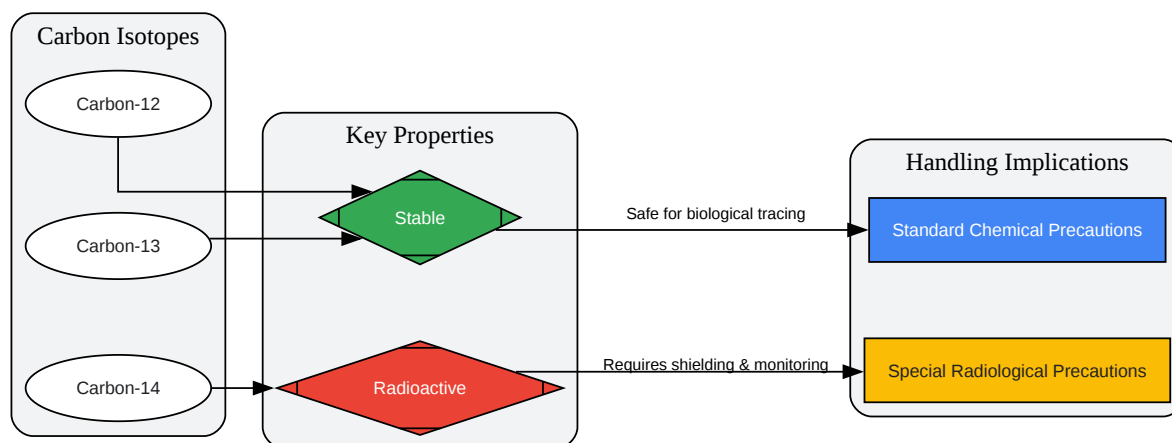 Carbon Isotopes
Carbon-12
Carbon-13
Carbon-14
Key Properties
Stable
Radioactive
Safe for biological tracing
Requires shielding & monitoring
Handling Implications
Standard Chemical Precautions
Special Radiological Precautions